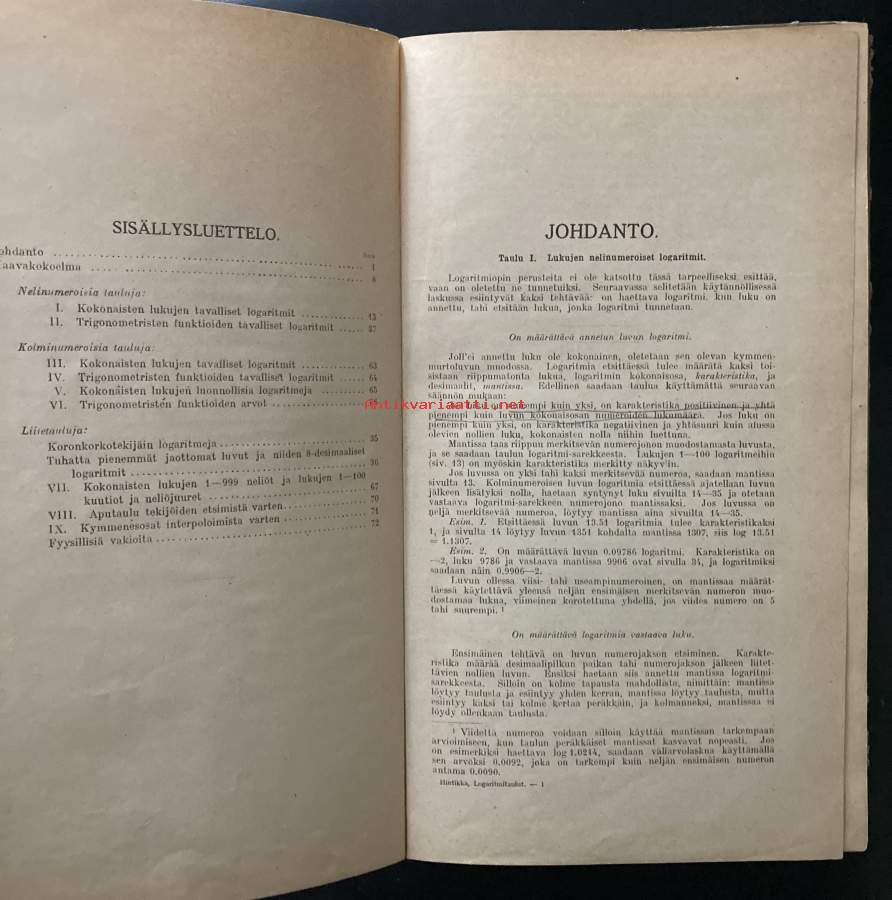 SISÄLLYSLUETTELO.
Sivu
ohdanto 1
aavakokoelma 8
Nelinumeroisia tauluja:
I. Kokonaisten lukujen tavalliset logaritmit 13
II. Trigonometristen funktioiden tavalliset logaritmit 37
Kolminumeroisia tauluja:
III. Kokonaisten lukujen tavalliset logaritmit 63
IV. Trigonometristen funktioiden tavalliset logaritmit 64
V. Kokonaisten lukujen luonnollisia logaritmeja 65
VI. Trigonometristen funktioiden arvot
Liitetauluja:
Koronkorkotekijäin logaritmeja 35
Tuhatta pienemmät jaottomat luvut ja niiden 8-desimaaliset
logaritmit 36
VII. Kokonaisten lukujen 1—999 neliöt ja lukujen 1—100
kuutiot ja neliöjuuret 67
VIII. Aputaulu tekijöiden etsimistä varten 70
IX. Kymmenesosat interpoloimista varten 71
Fyysillisiä vakioita 72
Antikvariaatti.net
JOHDANTO.
Taulu I. Lukujen nelinumeroiset logaritmit.
Logaritmiopin perusteita ei ole katsottu tässä tarpeelliseksi esittää,
vaan on oletettu ne tunnetuiksi. Seuraavassa selitetään käytännöllisessä
laskussa esiintyvät kaksi tehtävää: on haettava logaritmi, kun luku on
annettu, tahi etsitään lukua, jonka logaritmi tunnetaan.
On määrättävä annetun luvun logaritmi.
Joll'ei annettu luku ole kokonainen, oletetaan sen olevan kymmen-
murtoluvun muodossa. Logaritmia etsittäessä tulee määrätä kaksi toi-
sistaan riippumatonta lukua, logaritmin kokonaisosa, karakteristika, ja
desimaalit, mantissa. Edellinen saadaan taulua käyttämättä seuraavan
säännön mukaan:
Jos luku on suurempi kuin yksi, on karakteristika positiivinen ja yhtä
pienempi kuin luvun kokonaisosan numeroiden lukumäärä. Jos luku on
pienempi kuin yksi, on karakteristika negatiivinen ja yhtäsuuri kuin alussa
olevien nollien luku, kokonaisten nolla niihin luettuna.
Mantissa taas riippuu merkitsevän numerojonon muodostamasta luvusta,
ja se saadaan taulun logaritmi-sarekkeesta. Lukujen 1—100 logaritmeihin
(siv. 13) on myöskin karakteristika merkitty näkyv'in.
Jos luvussa on yksi tahi kaksi merkitsevää numeroa, saadaan mantissa
sivulta 13. Kolminumeroisen luvun logaritmia etsittäessä ajatellaan luvun
jälkeen lisätyksi nolla, haetaan syntynyt luku sivuilta 14—35 ja otetaan
vastaava logaritmi-sarekkeen numerojono mantissaksi. Jos luvussa on
neljä merkitsevää numeroa, löytyy mantissa aina sivuilta 14—35.
Esim. 1. Etsittäessä luvun 13.51 logaritmia tulee karakteristikaksi
1, ja sivulta 14 löytyy luvun 1351 kohdalta mantissa 1307, siis log 13.51
= 1.1307.
Esim. 2. On määrättävä luvun 0.09786 logaritmi. Karakteristika on
—2, luku 9786 ja vastaava mantissa 9906 ovat sivulla 34, ja logaritmiksi
saadaan näin 0.9906—2.
Luvun ollessa viisi- tahi useampinumeroinen, on mantissaa määrät-
täessä käytettävä yleensä neljän ensimäisen merkitsevän numeron muo-
dostamaa lukua, viimeinen korotettuna yhdellä, jos viides numero on 5
tahi suurempi. ¹
On määrättävä logaritmia vastaava luku.
Ensimäinen tehtävä on luvun numerojakson etsiminen. Karakte-
ristika määrää desimaalipilkun paikan tahi numerojakson jälkeen liitet-
tävien nollien luvun. Ensiksi haetaan siis annettu mantissa logaritmi-
sarekkeesta. Silloin on kolme tapausta mahdollista, nimittäin: mantissa
löytyy taulusta ja esiintyy yhden kerran, mantissa löytyy taulusta, mutta
esiintyy kaksi tai kolme kertaa peräkkäin, ja kolmanneksi, mantissaa ei
löydy ollenkaan taulusta.
¹ Viidettä numeroa voidaan silloin käyttää mantissan tarkempaan
arvioimiseen, kun taulun peräkkäiset mantissat kasvavat nopeasti. Jos
on esimerkiksi haettava log 1.0214, saadaan väliarvolaskua käyttämällä
sen arvoksi 0.0092, joka on tarkempi kuin neljän ensimäisen numeron
antama 0.0090.
Hintikka, Logaritmitaulut. — 1